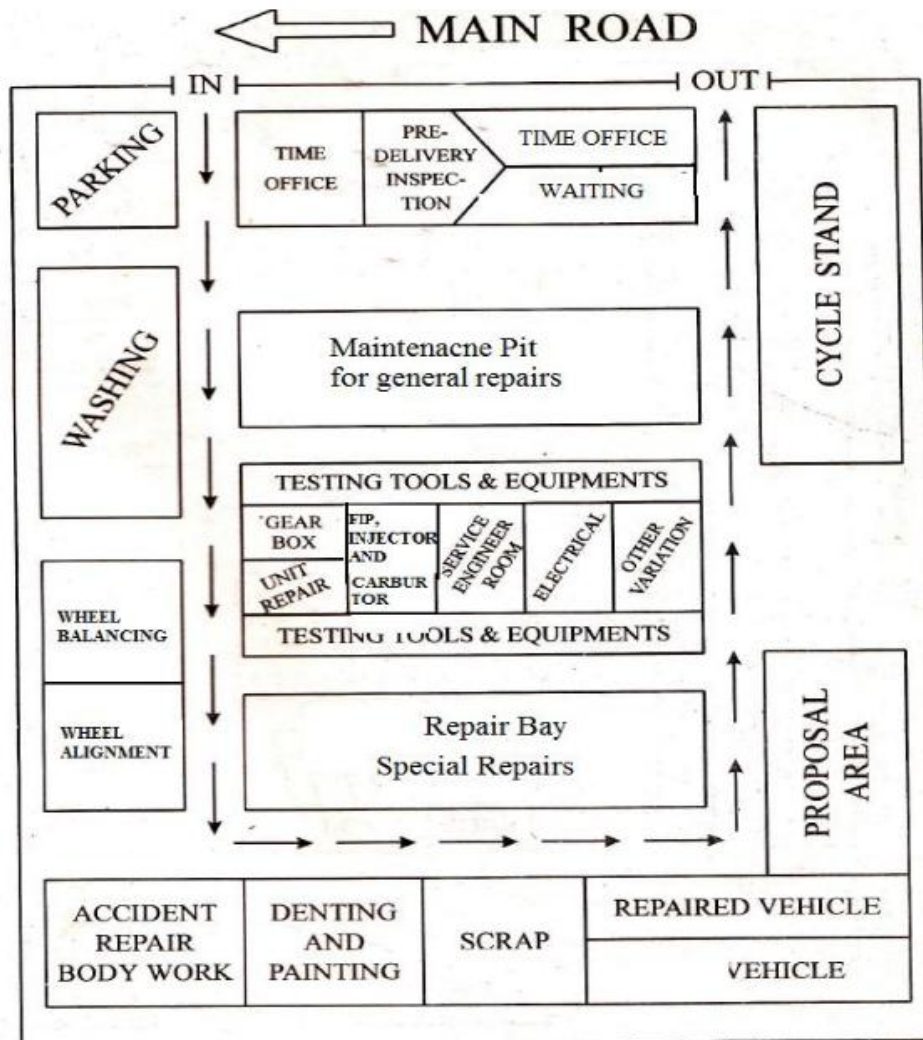 MAIN ROAD
IN
OUT
PARKING
TIME
OFFICE
PRE-
DELIVERY
INSPEC-
TION
TIME OFFICE
WAITING
CYCLE STAND
WASHING
Maintenacne Pit
for general repairs
TESTING TOOLS & EQUIPMENTS
GEAR
BOX
UNIT
REPAIR
FIP,
INJECTOR
AND
CARBUR
TOR
SERVICE
ENGINEER
ROOM
ELECTRICAL
OTHER
VARIATION
TESTING TOOLS & EQUIPMENTS
WHEEL
BALANCING
WHEEL
ALIGNMENT
Repair Bay
Special Repairs
PROPOSAL
AREA
ACCIDENT
REPAIR
BODY WORK
DENTING
AND
PAINTING
SCRAP
REPAIRED VEHICLE
VEHICLE